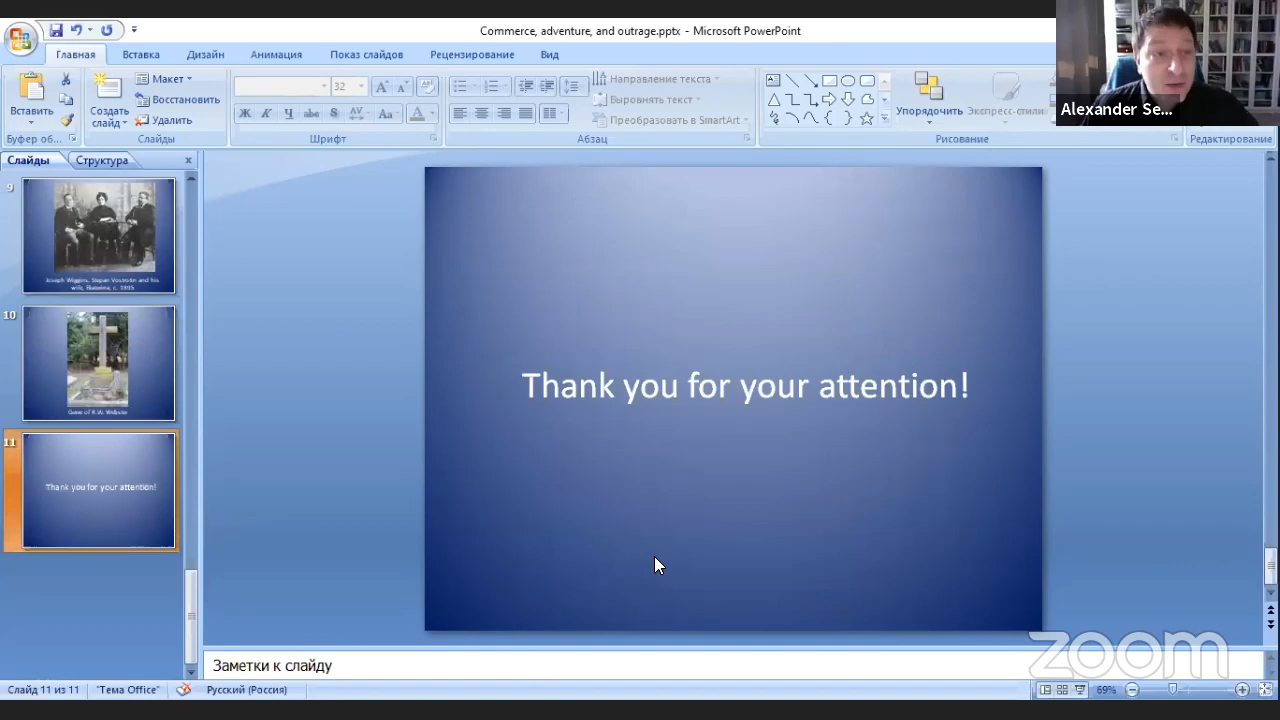 Commerce, adventure, and outrage.pptx - Microsoft PowerPoint
Главная Вставка Дизайн Анимация Показ слайдов Рецензирование Вид
Вставить
Создать слайд
Макет
Восстановить
Удалить
32
Ж К Ч abc S AV Aa A
Направление текста
Выровнять текст
Преобразовать в SmartArt
Упорядочить
Экспресс-стили
Буфер об... Слайды Шрифт Абзац Рисование Редактирование
Alexander Se...
Слайды Структура
9
Joseph Wiggins, Stepan Vostrotin and his
wife,
c. 1895
10
Grave of
11
Thank you for your attention!
Thank you for your attention!
Заметки к слайду
zoom
Слайд 11 из 11 "Тема Office" Русский (Россия) 69%